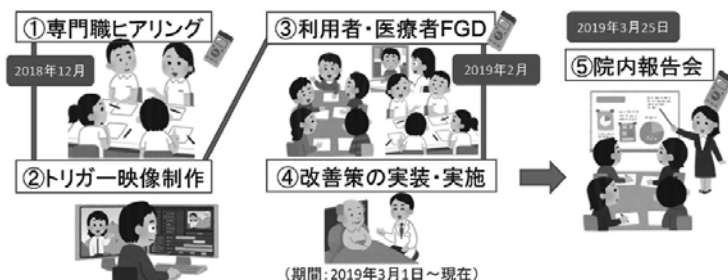 ①専門職ヒアリング
2018年12月
②トリガー映像制作
③利用者・医療者FGD
2019年2月
④改善策の実装・実施
(期間:2019年3月1日～現在)
2019年3月25日
⑤院内報告会